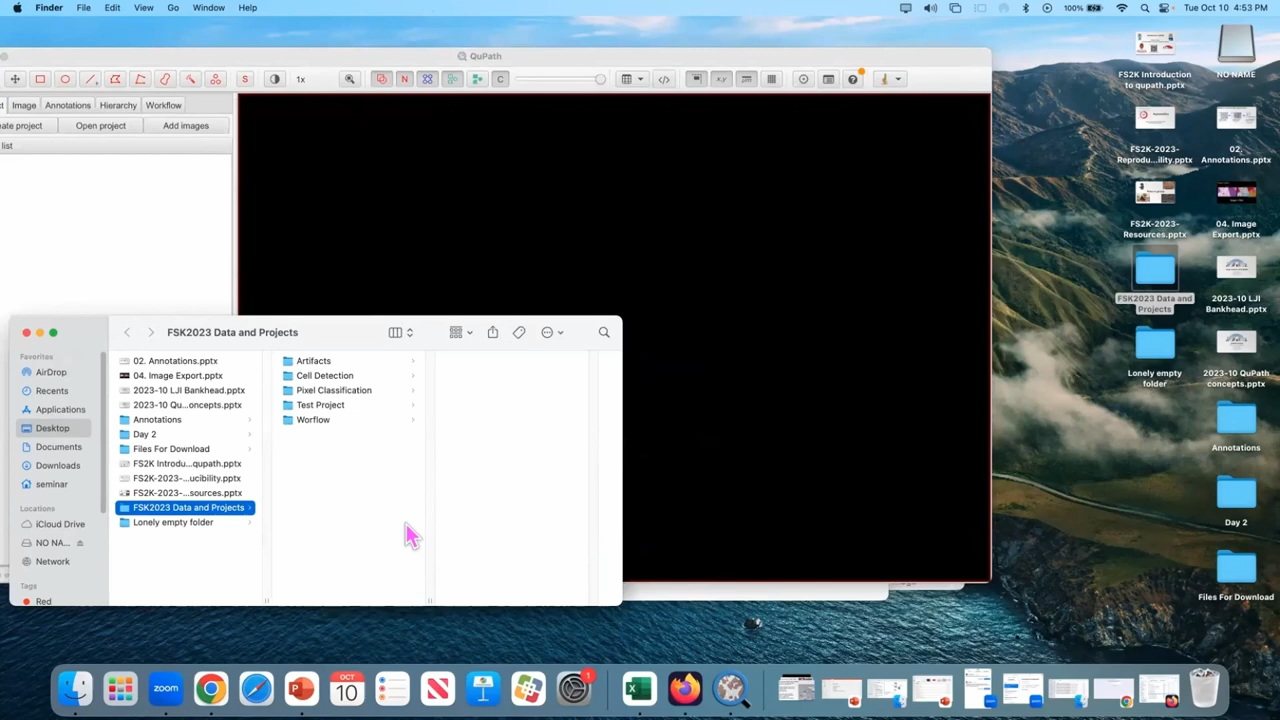 Finder File Edit View Go Window Help
100% Tue Oct 10 4:53 PM
QuPath
S 1x N C </> x,y
Image Annotations Hierarchy Workflow
eate project Open project Add images
list
FSK2023 Data and Projects
Favorites
AirDrop
Recents
Applications
Desktop
Documents
Downloads
seminar
Locations
iCloud Drive
NO NA...
Network
Tags
Red
02. Annotations.pptx
04. Image Export.pptx
2023-10 LJI Bankhead.pptx
2023-10 Qu...oncepts.pptx
Annotations
Day 2
Files For Download
FS2K Introdu...qupath.pptx
FS2K-2023-...ucibility.pptx
FS2K-2023-...sources.pptx
FSK2023 Data and Projects
Lonely empty folder
Artifacts
Cell Detection
Pixel Classification
Test Project
Worflow
FS2K Introduction
to qupath.pptx
NO NAME
FS2K-2023-
Reprodu...ility.pptx
02.
Annotations.pptx
FS2K-2023-
Resources.pptx
04. Image
Export.pptx
FSK2023 Data and
Projects
2023-10 LJI
Bankhead.pptx
Lonely empty
folder
2023-10 QuPath
concepts.pptx
Annotations
Day 2
Files For Download
zoom
OCT
10
1